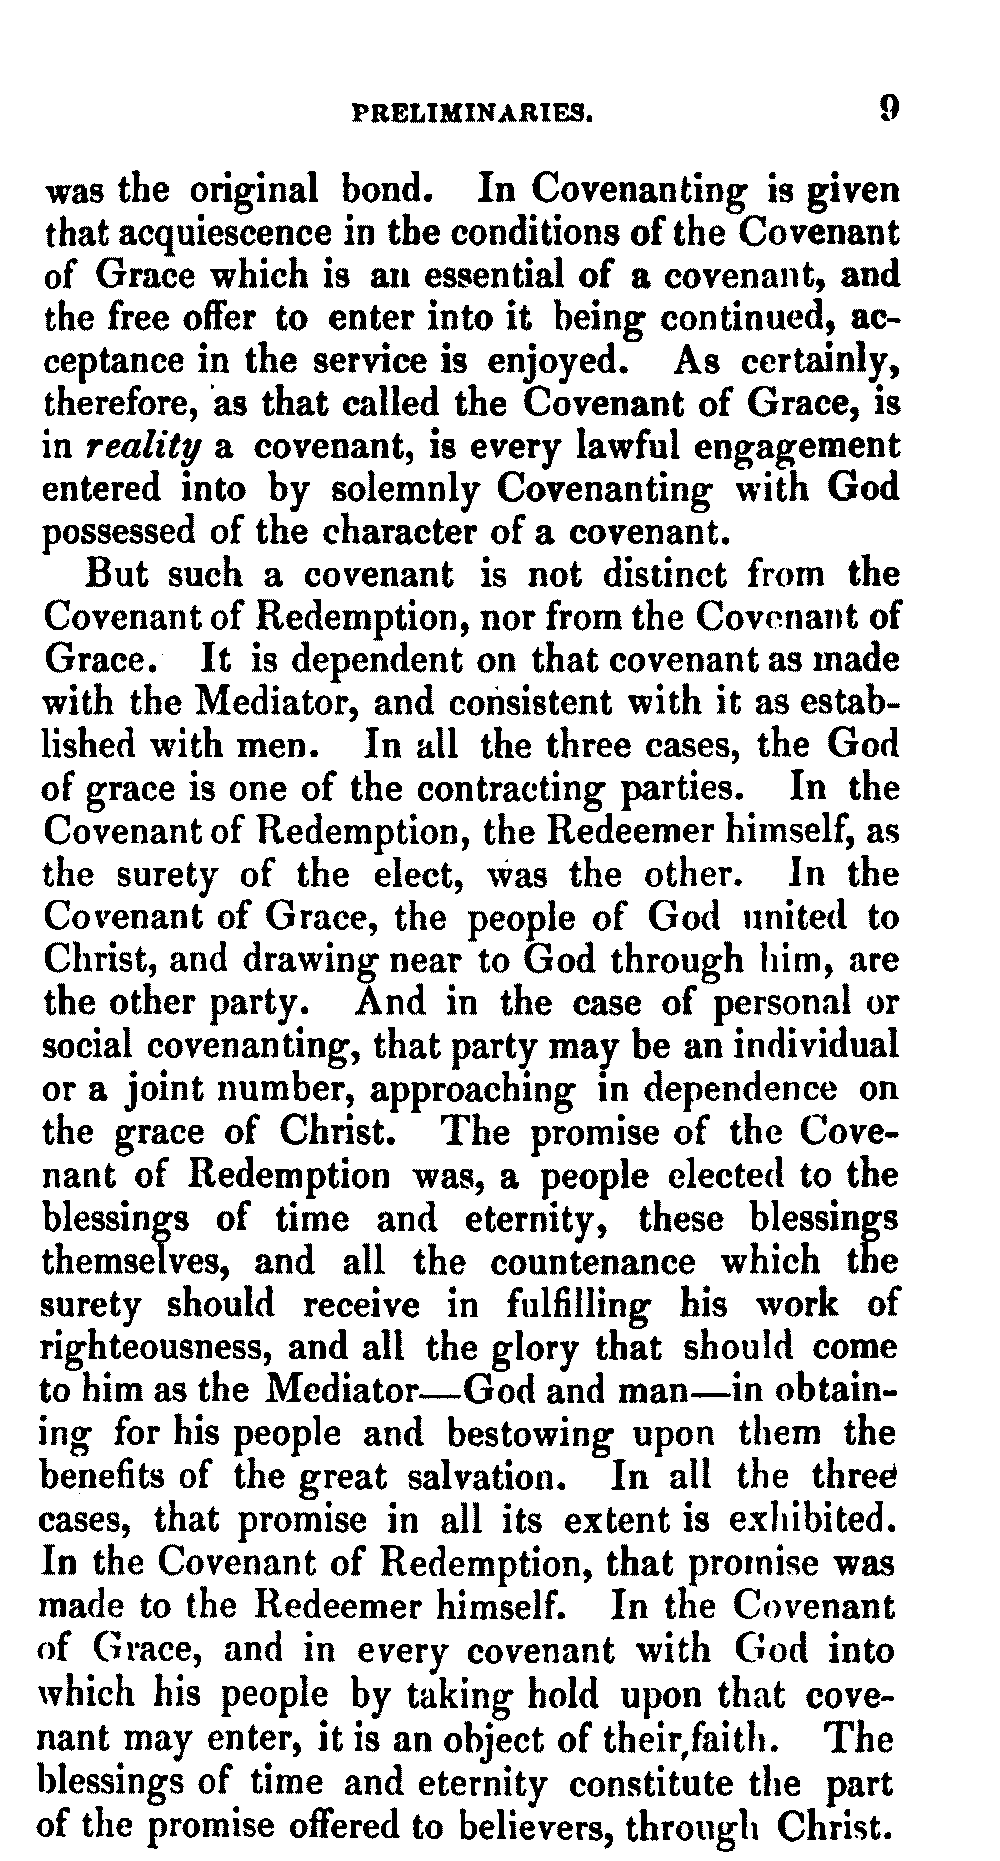 PRELIMINARIES. 9
was the original bond. In Covenanting is given
that acquiescence in the conditions of the Covenant
of Grace which is an essential of a covenant, and
the free offer to enter into it being continued, ac-
ceptance in the service is enjoyed. As certainly,
therefore, as that called the Covenant of Grace, is
in reality a covenant, is every lawful engagement
entered into by solemnly Covenanting with God
possessed of the character of a covenant.
But such a covenant is not distinct from the
Covenant of Redemption, nor from the Covenant of
Grace. It is dependent on that covenant as made
with the Mediator, and consistent with it as estab-
lished with men. In all the three cases, the God
of grace is one of the contracting parties. In the
Covenant of Redemption, the Redeemer himself, as
the surety of the elect, was the other. In the
Covenant of Grace, the people of God united to
Christ, and drawing near to God through him, are
the other party. And in the case of personal or
social covenanting, that party may be an individual
or a joint number, approaching in dependence on
the grace of Christ. The promise of the Cove-
nant of Redemption was, a people elected to the
blessings of time and eternity, these blessings
themselves, and all the countenance which the
surety should receive in fulfilling his work of
righteousness, and all the glory that should come
to him as the Mediator—God and man—in obtain-
ing for his people and bestowing upon them the
benefits of the great salvation. In all the three
cases, that promise in all its extent is exhibited.
In the Covenant of Redemption, that promise was
made to the Redeemer himself. In the Covenant
of Grace, and in every covenant with God into
which his people by taking hold upon that cove-
nant may enter, it is an object of their faith. The
blessings of time and eternity constitute the part
of the promise offered to believers, through Christ.